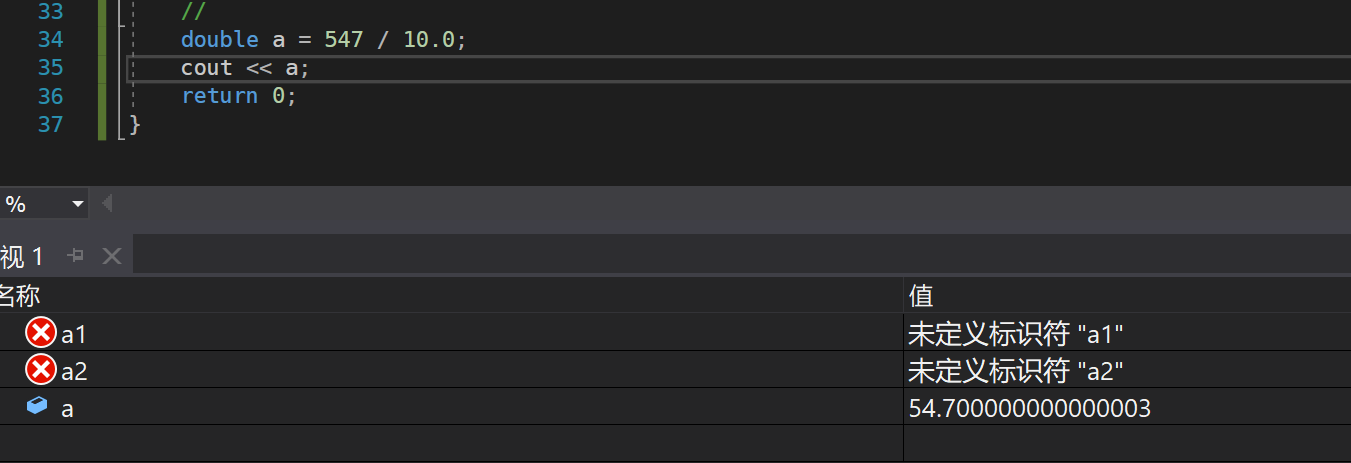 33 //
34 double a = 547 / 10.0;
35 cout << a;
36 return 0;
37 }
%
视 1
名称 值
a1 未定义标识符 "a1"
a2 未定义标识符 "a2"
a 54.700000000000003